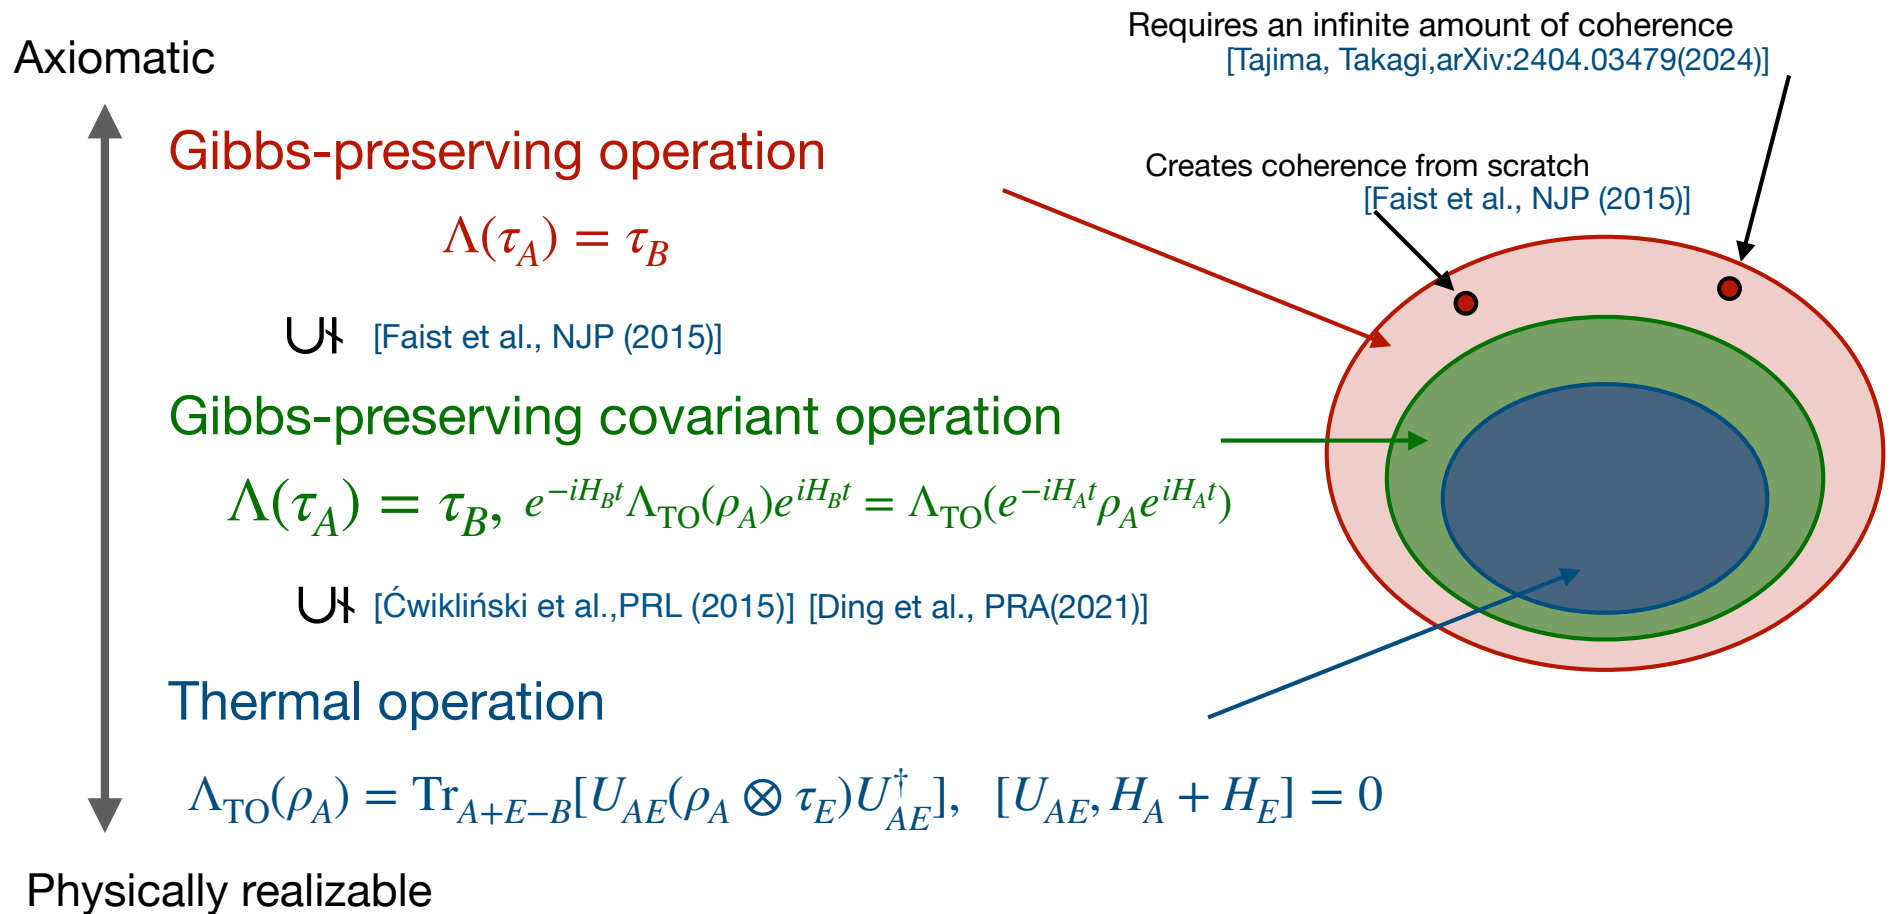 Requires an infinite amount of coherence
[Tajima, Takagi,arXiv:2404.03479(2024)]
Axiomatic
Gibbs-preserving operation
Creates coherence from scratch
[Faist et al., NJP (2015)]
Λ(τ_A) = τ_B
∪∤ [Faist et al., NJP (2015)]
Gibbs-preserving covariant operation
Λ(τ_A) = τ_B, e^{-iH_B t} Λ_TO(ρ_A) e^{iH_B t} = Λ_TO(e^{-iH_A t} ρ_A e^{iH_A t})
∪∤ [Ćwikliński et al.,PRL (2015)] [Ding et al., PRA(2021)]
Thermal operation
Λ_TO(ρ_A) = Tr_{A+E−B}[U_{AE}(ρ_A ⊗ τ_E)U_{AE}^†], [U_{AE}, H_A + H_E] = 0
Physically realizable